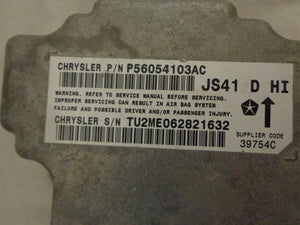 CHRYSLER P/N P56054103AC
JS41 D HI
WARNING. REFER TO SERVICE MANUAL BEFORE SERVICING.
IMPROPER SERVICING CAN RESULT IN AIR BAG SYSTEM
FAILURE AND POSSIBLE DRIVER AND/OR PASSENGER INJURY.
CHRYSLER S/N TU2ME062821632
SUPPLIER CODE
39754C